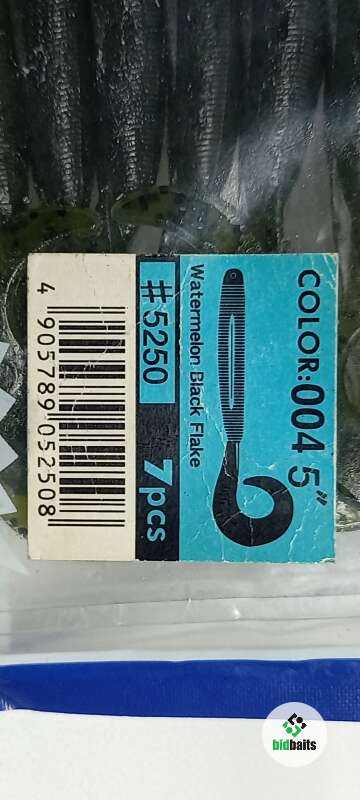 COLOR:004 5"
Watermelon Black Flake
#5250 7pcs
4 905789 052508
bidbaits